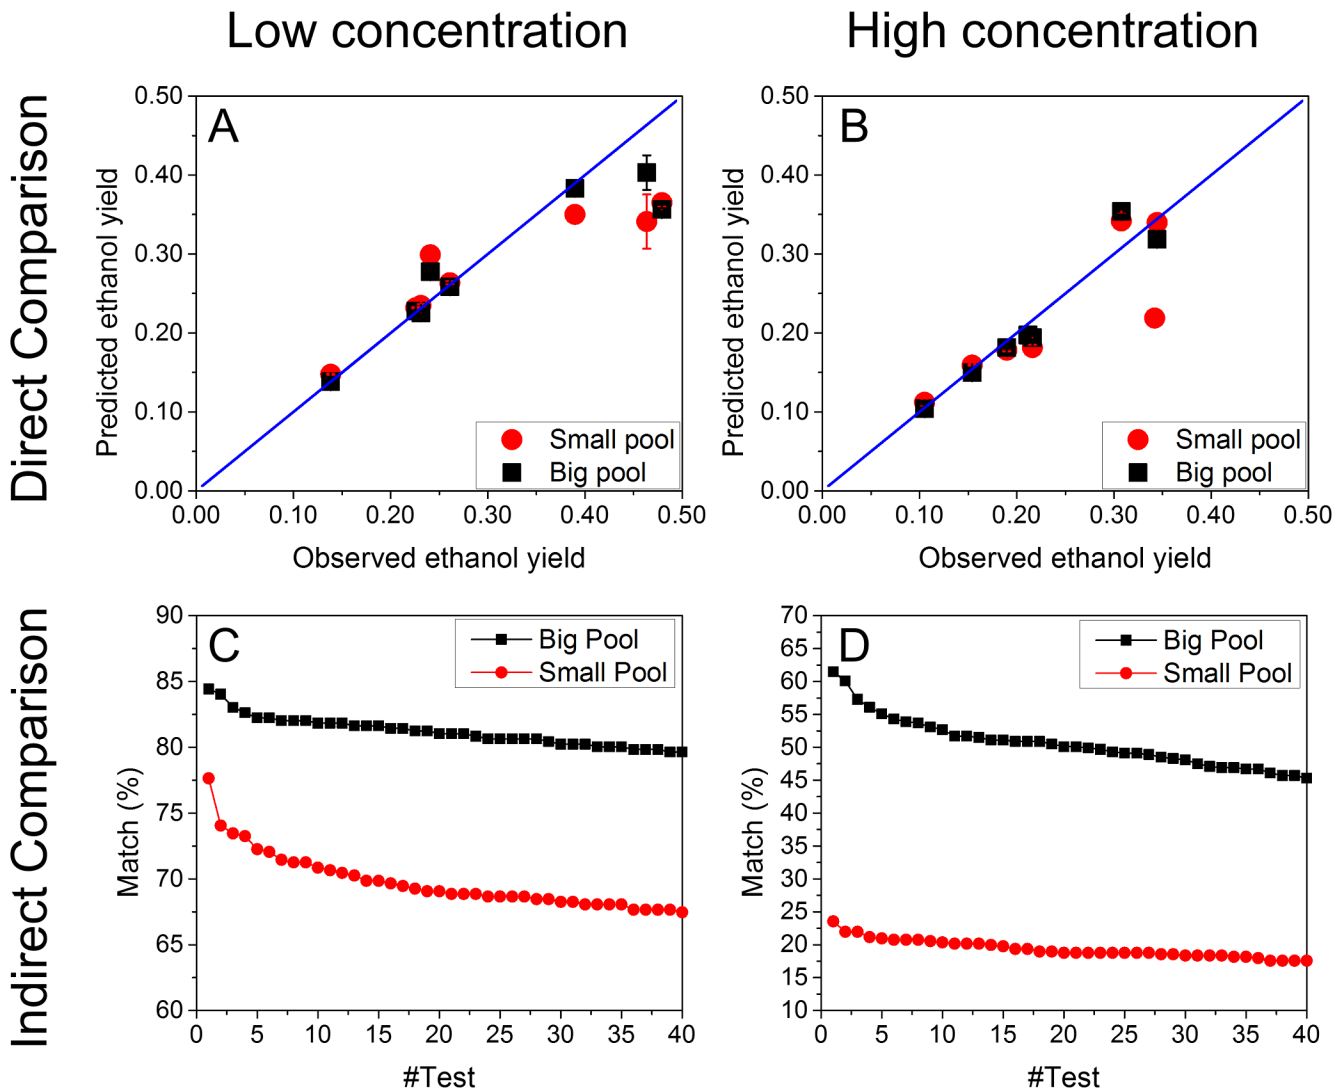 Low concentration
High concentration
Direct Comparison
Indirect Comparison
A
Predicted ethanol yield
0.50
0.40
0.30
0.20
0.10
0.00
0.00 0.10 0.20 0.30 0.40 0.50
Observed ethanol yield
Small pool
Big pool
B
Predicted ethanol yield
0.50
0.40
0.30
0.20
0.10
0.00
0.00 0.10 0.20 0.30 0.40 0.50
Observed ethanol yield
Small pool
Big pool
C
Match (%)
90
85
80
75
70
65
60
0 5 10 15 20 25 30 35 40
#Test
Big Pool
Small Pool
D
Match (%)
70
65
60
55
50
45
40
35
30
25
20
15
10
0 5 10 15 20 25 30 35 40
#Test
Big Pool
Small Pool